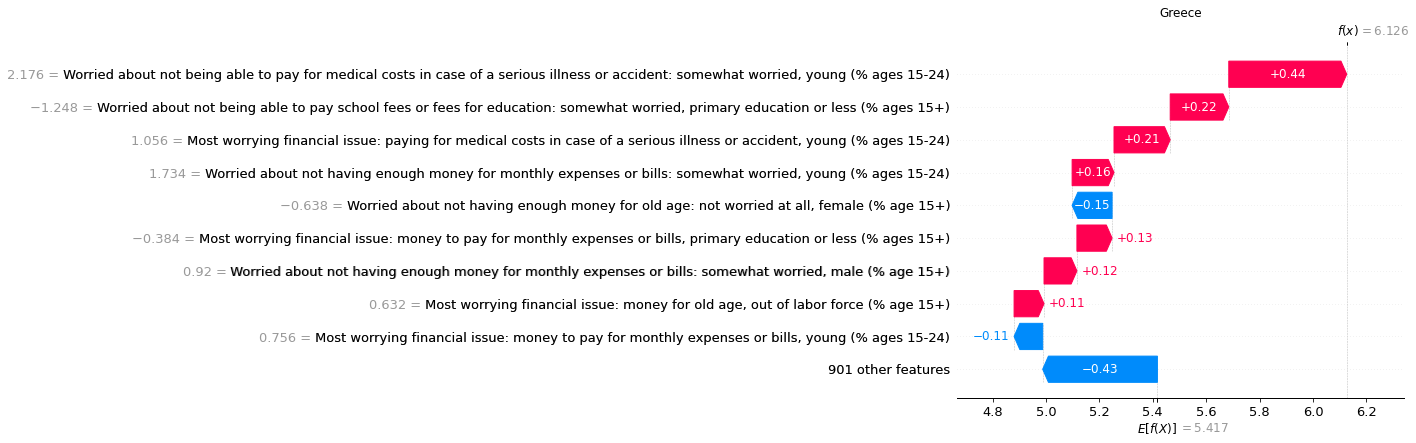 Greece
f(x) = 6.126
2.176 = Worried about not being able to pay for medical costs in case of a serious illness or accident: somewhat worried, young (% ages 15-24)
+0.44
−1.248 = Worried about not being able to pay school fees or fees for education: somewhat worried, primary education or less (% ages 15+)
+0.22
1.056 = Most worrying financial issue: paying for medical costs in case of a serious illness or accident, young (% ages 15-24)
+0.21
1.734 = Worried about not having enough money for monthly expenses or bills: somewhat worried, young (% ages 15-24)
+0.16
−0.638 = Worried about not having enough money for old age: not worried at all, female (% age 15+)
−0.15
−0.384 = Most worrying financial issue: money to pay for monthly expenses or bills, primary education or less (% ages 15+)
+0.13
0.92 = Worried about not having enough money for monthly expenses or bills: somewhat worried, male (% age 15+)
+0.12
0.632 = Most worrying financial issue: money for old age, out of labor force (% age 15+)
+0.11
0.756 = Most worrying financial issue: money to pay for monthly expenses or bills, young (% ages 15-24)
−0.11
901 other features
−0.43
4.8 5.0 5.2 5.4 5.6 5.8 6.0 6.2
E[f(X)] = 5.417